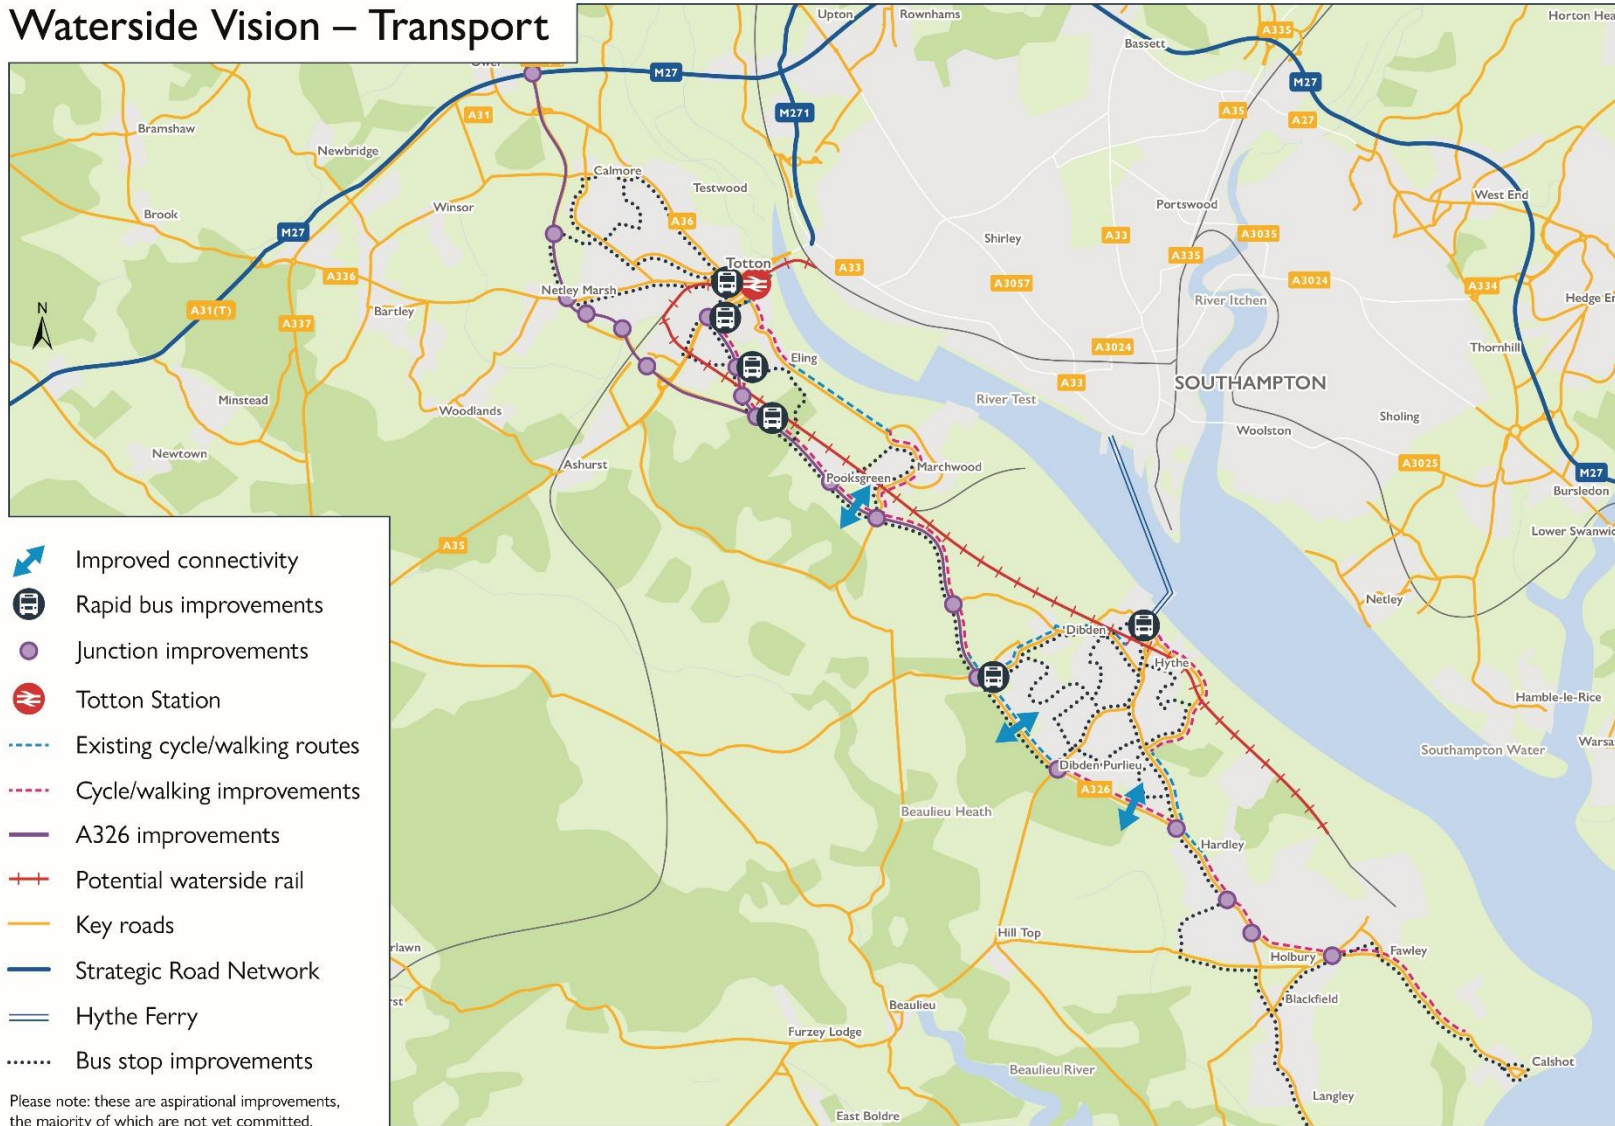 Waterside Vision – Transport
Upton
Rownhams
Bassett
A335
Horton Hea
Ower
M27
M27
A31
M271
A35
A27
Bramshaw
Newbridge
Calmore
Testwood
West End
Brook
Winsor
A36
Portswood
M27
Shirley
A33
A3035
Totton
A335
A336
A33
A3057
A3024
A334
Netley Marsh
Hedge En
A31(T)
A337
Bartley
River Itchen
N
A3024
Thornhill
Eling
A33
SOUTHAMPTON
Minstead
Woodlands
River Test
Sholing
Woolston
Newtown
Ashurst
Marchwood
A3025
M27
Pooksgreen
Bursledon
Lower Swanwic
A35
Netley
Dibden
Hythe
Hamble-le-Rice
Southampton Water
Warsa
Dibden Purlieu
A326
Beaulieu Heath
Hardley
Hill Top
rlawn
Holbury
Fawley
rst
Beaulieu
Blackfield
Furzey Lodge
Beaulieu River
Calshot
Langley
East Boldre
Improved connectivity
Rapid bus improvements
Junction improvements
Totton Station
Existing cycle/walking routes
Cycle/walking improvements
A326 improvements
Potential waterside rail
Key roads
Strategic Road Network
Hythe Ferry
Bus stop improvements
Please note: these are aspirational improvements,
the majority of which are not yet committed.